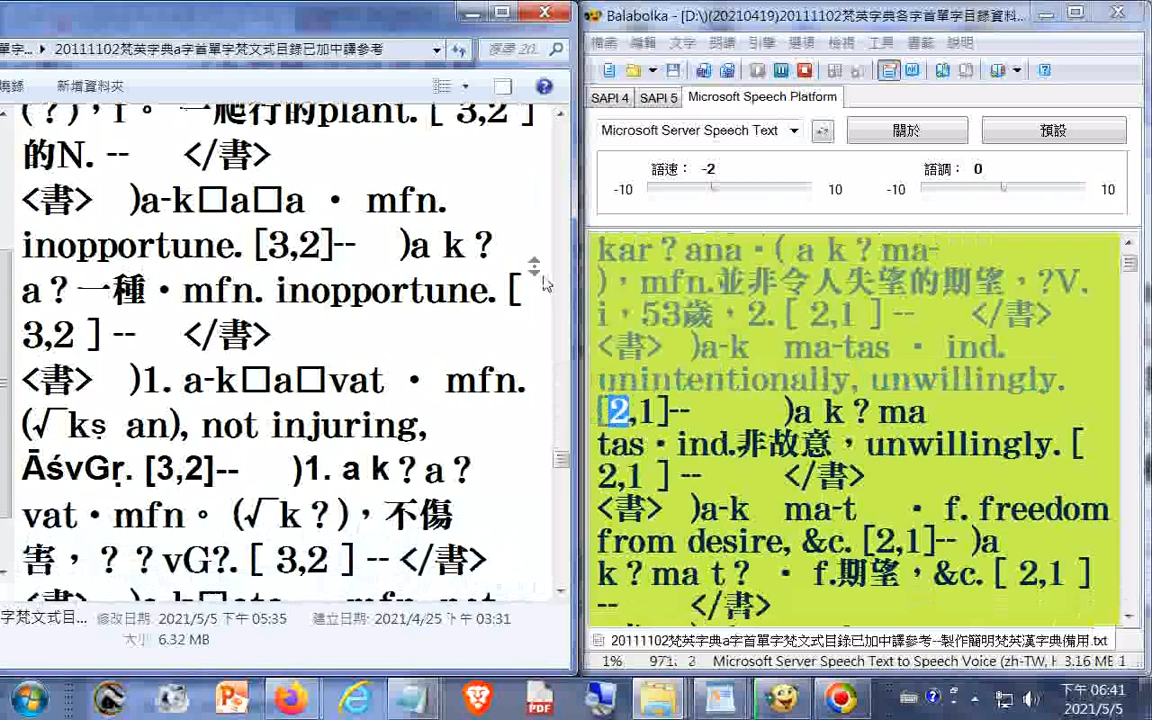 單字... ▸ 20111102梵英字典a字首單字梵文式目錄已加中譯參考
搜尋 20...
燒錄 新增資料夾
(?)，f。 一爬行的plant. [ 3,2 ]
的N. -- </書>
<書> )a-k□a□a • mfn.
inopportune. [3,2]-- )a k？
a？一種・mfn. inopportune. [
3,2 ] -- </書>
<書> )1. a-k□a□vat • mfn.
(√kṣ an), not injuring,
ĀśvGṛ. [3,2]-- )1. a k？a？
vat・mfn。 (√k？)，不傷
害，？？vG?. [ 3,2 ] -- </書>
字梵文式目... 修改日期: 2021/5/5 下午 05:35 建立日期: 2021/4/25 下午 03:31
大小: 6.32 MB
Balabolka - [D:\)(20210419)20111102梵英字典各字首單字目錄資料...
檔案 編輯 文字 朗讀 引擎 選項 檢視 工具 書籤 說明
SAPI 4 SAPI 5 Microsoft Speech Platform
Microsoft Server Speech Text 關於 預設
語速： -2 語調： 0
-10 10 -10 10
kar？ana・( a k？ma-
)，mfn.並非令人失望的期望，?V.
i，53歲，2. [ 2,1 ] -- </書>
<書> )a-k ma-tas • ind.
unintentionally, unwillingly.
[2,1]-- )a k？ma
tas・ind.非故意，unwillingly. [
2,1 ] -- </書>
<書> )a-k ma-t • f. freedom
from desire, &c. [2,1]-- )a
k？ma t？ • f.期望，&c. [ 2,1 ]
-- </書>
20111102梵英字典a字首單字梵文式目錄已加中譯參考--製作簡明梵英漢字典備用.txt
1% 971. 2 Microsoft Server Speech Text to Speech Voice (zh-TW, H 3.16 ME 1
PDF
下午 06:41
2021/5/5